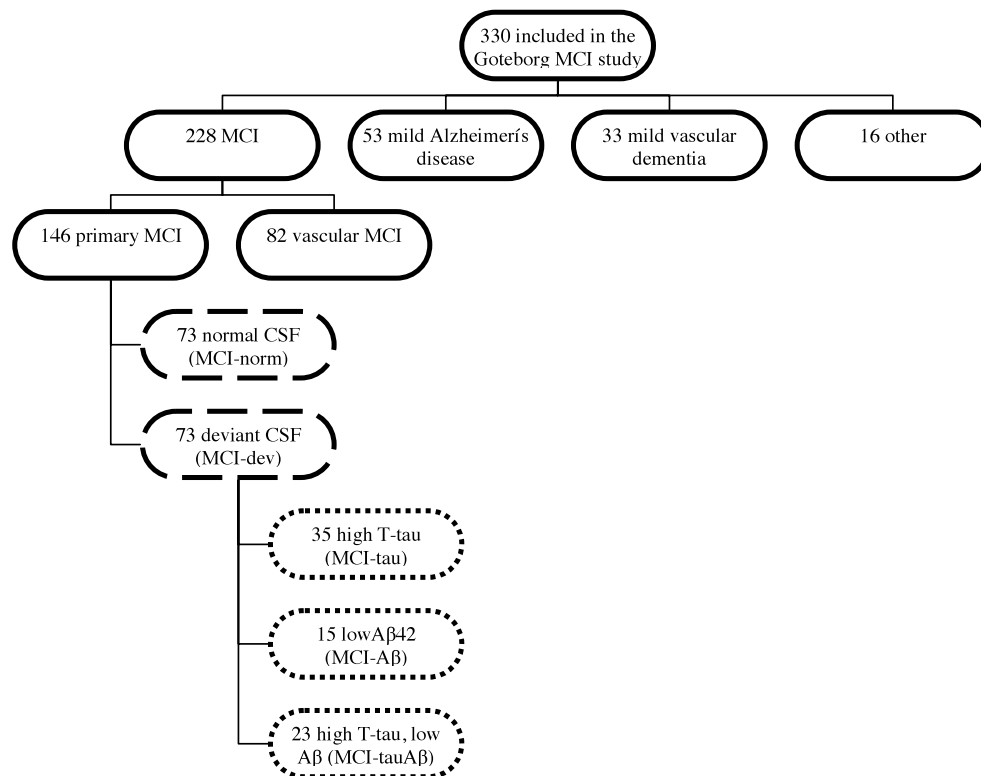 330 included in the
Goteborg MCI study
228 MCI
53 mild Alzheimeŕs
disease
33 mild vascular
dementia
16 other
146 primary MCI
82 vascular MCI
73 normal CSF
(MCI-norm)
73 deviant CSF
(MCI-dev)
35 high T-tau
(MCI-tau)
15 lowAβ42
(MCI-Aβ)
23 high T-tau, low
Aβ (MCI-tauAβ)